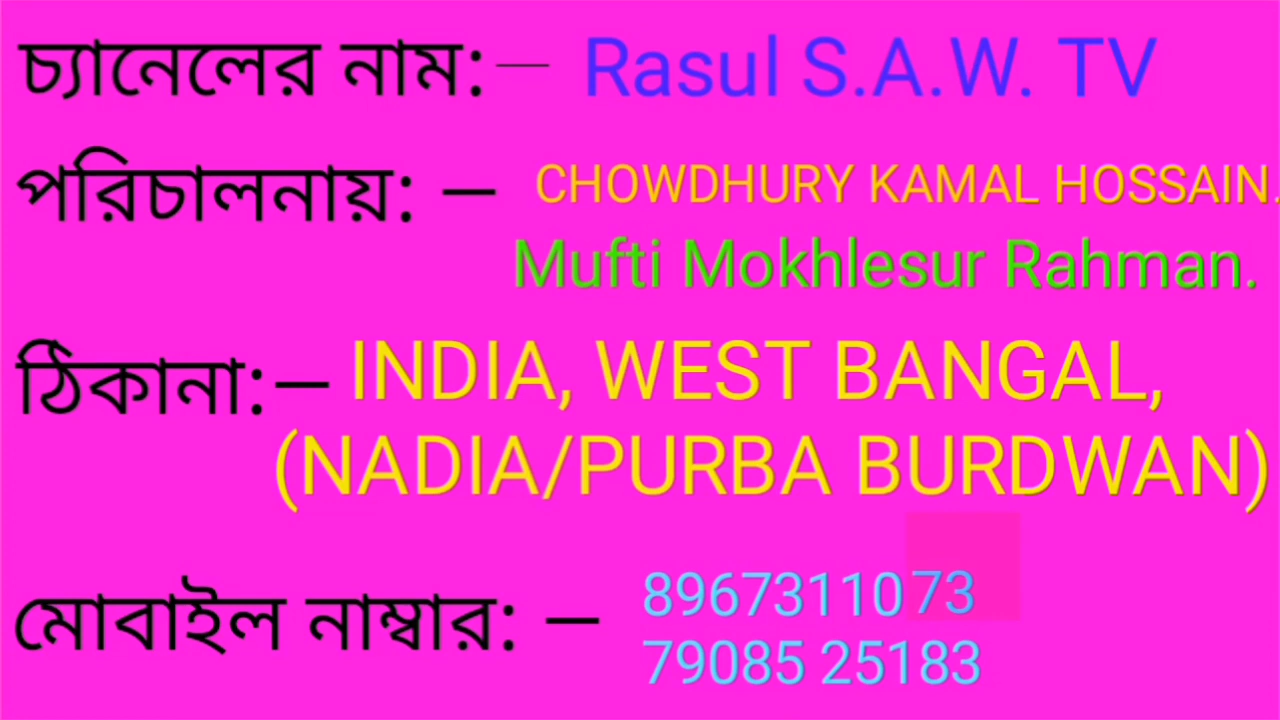 চ্যানেলের নাম:— Rasul S.A.W. TV
পরিচালনায়: — CHOWDHURY KAMAL HOSSAIN.
Mufti Mokhlesur Rahman.
ঠিকানা:— INDIA, WEST BANGAL,
(NADIA/PURBA BURDWAN)
মোবাইল নাম্বার: — 8967311073
79085 25183